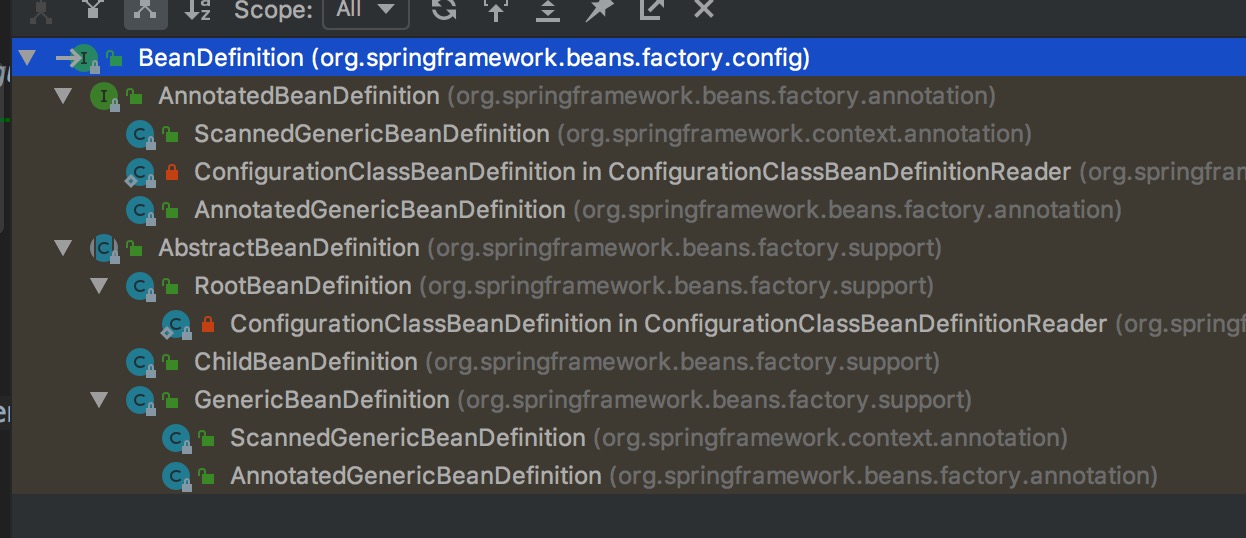 Scope: All
BeanDefinition (org.springframework.beans.factory.config)
AnnotatedBeanDefinition (org.springframework.beans.factory.annotation)
ScannedGenericBeanDefinition (org.springframework.context.annotation)
ConfigurationClassBeanDefinition in ConfigurationClassBeanDefinitionReader (org.springfram
AnnotatedGenericBeanDefinition (org.springframework.beans.factory.annotation)
AbstractBeanDefinition (org.springframework.beans.factory.support)
RootBeanDefinition (org.springframework.beans.factory.support)
ConfigurationClassBeanDefinition in ConfigurationClassBeanDefinitionReader (org.springf
ChildBeanDefinition (org.springframework.beans.factory.support)
GenericBeanDefinition (org.springframework.beans.factory.support)
ScannedGenericBeanDefinition (org.springframework.context.annotation)
AnnotatedGenericBeanDefinition (org.springframework.beans.factory.annotation)